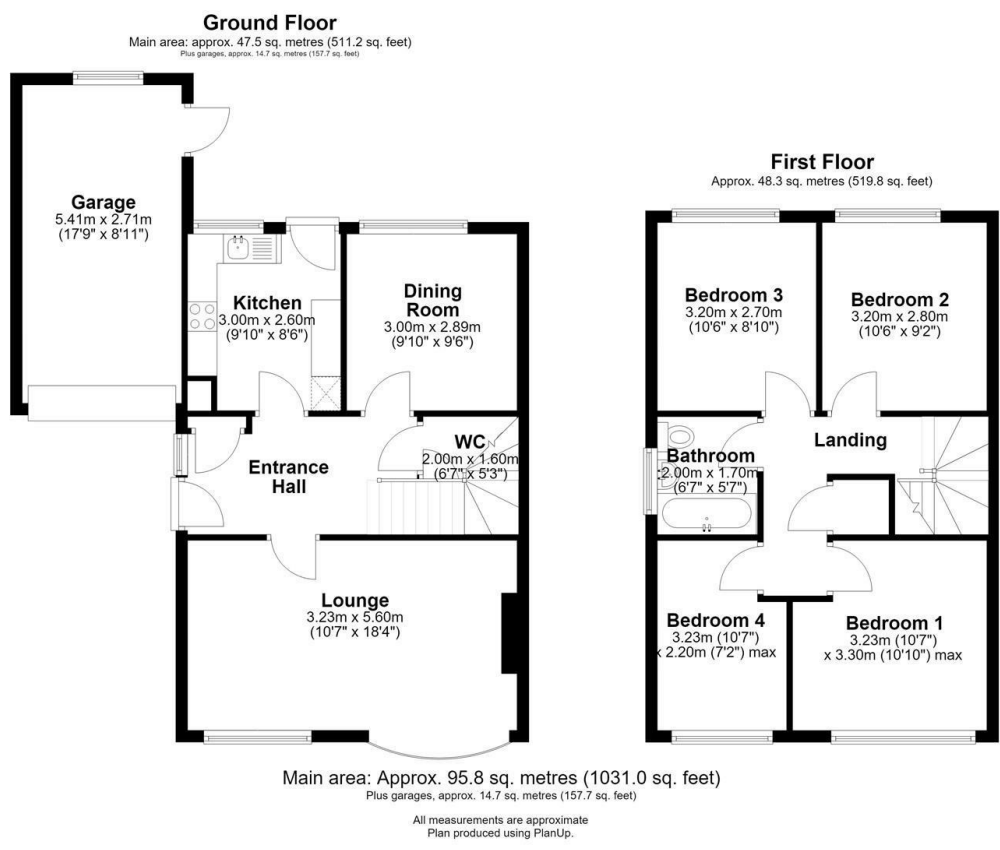 Ground Floor
Main area: approx. 47.5 sq. metres (511.2 sq. feet)
Plus garages, approx. 14.7 sq. metres (157.7 sq. feet)
Garage
5.41m x 2.71m
(17'9" x 8'11")
Kitchen
3.00m x 2.60m
(9'10" x 8'6")
Dining
Room
3.00m x 2.89m
(9'10" x 9'6")
WC
2.00m x 1.60m
(6'7" x 5'3")
Entrance
Hall
Lounge
3.23m x 5.60m
(10'7" x 18'4")
First Floor
Approx. 48.3 sq. metres (519.8 sq. feet)
Bedroom 3
3.20m x 2.70m
(10'6" x 8'10")
Bedroom 2
3.20m x 2.80m
(10'6" x 9'2")
Landing
Bathroom
2.00m x 1.70m
(6'7" x 5'7")
Bedroom 4
3.23m (10'7")
x 2.20m (7'2") max
Bedroom 1
3.23m (10'7")
x 3.30m (10'10") max
Main area: Approx. 95.8 sq. metres (1031.0 sq. feet)
Plus garages, approx. 14.7 sq. metres (157.7 sq. feet)
All measurements are approximate
Plan produced using PlanUp.